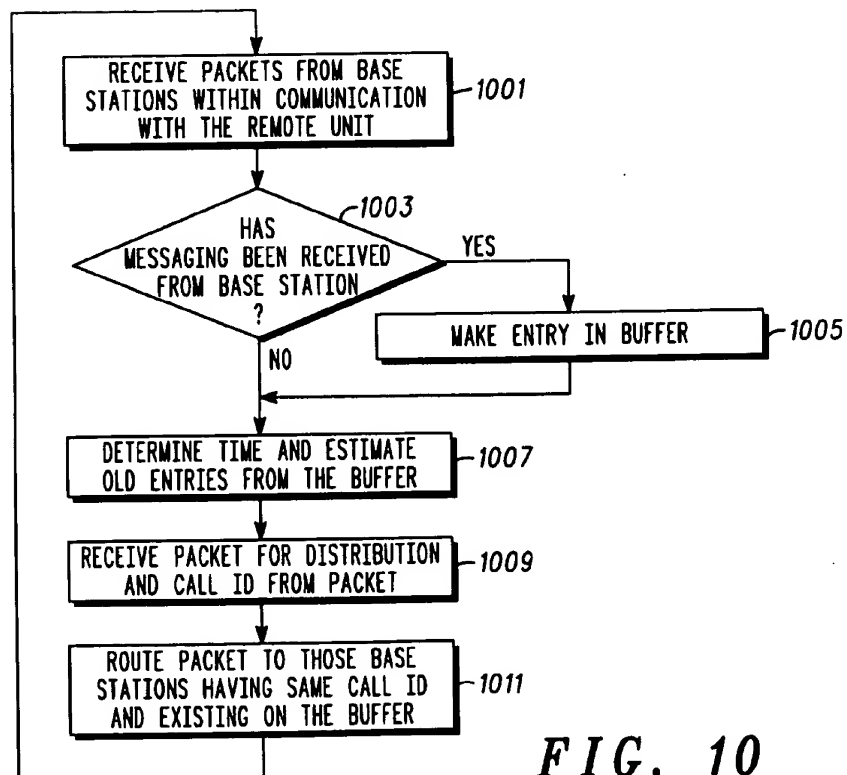 RECEIVE PACKETS FROM BASE
STATIONS WITHIN COMMUNICATION
WITH THE REMOTE UNIT
1001
1003
HAS
MESSAGING BEEN RECEIVED
FROM BASE STATION
?
YES
NO
MAKE ENTRY IN BUFFER
1005
DETERMINE TIME AND ESTIMATE
OLD ENTRIES FROM THE BUFFER
1007
RECEIVE PACKET FOR DISTRIBUTION
AND CALL ID FROM PACKET
1009
ROUTE PACKET TO THOSE BASE
STATIONS HAVING SAME CALL ID
AND EXISTING ON THE BUFFER
1011
FIG. 10